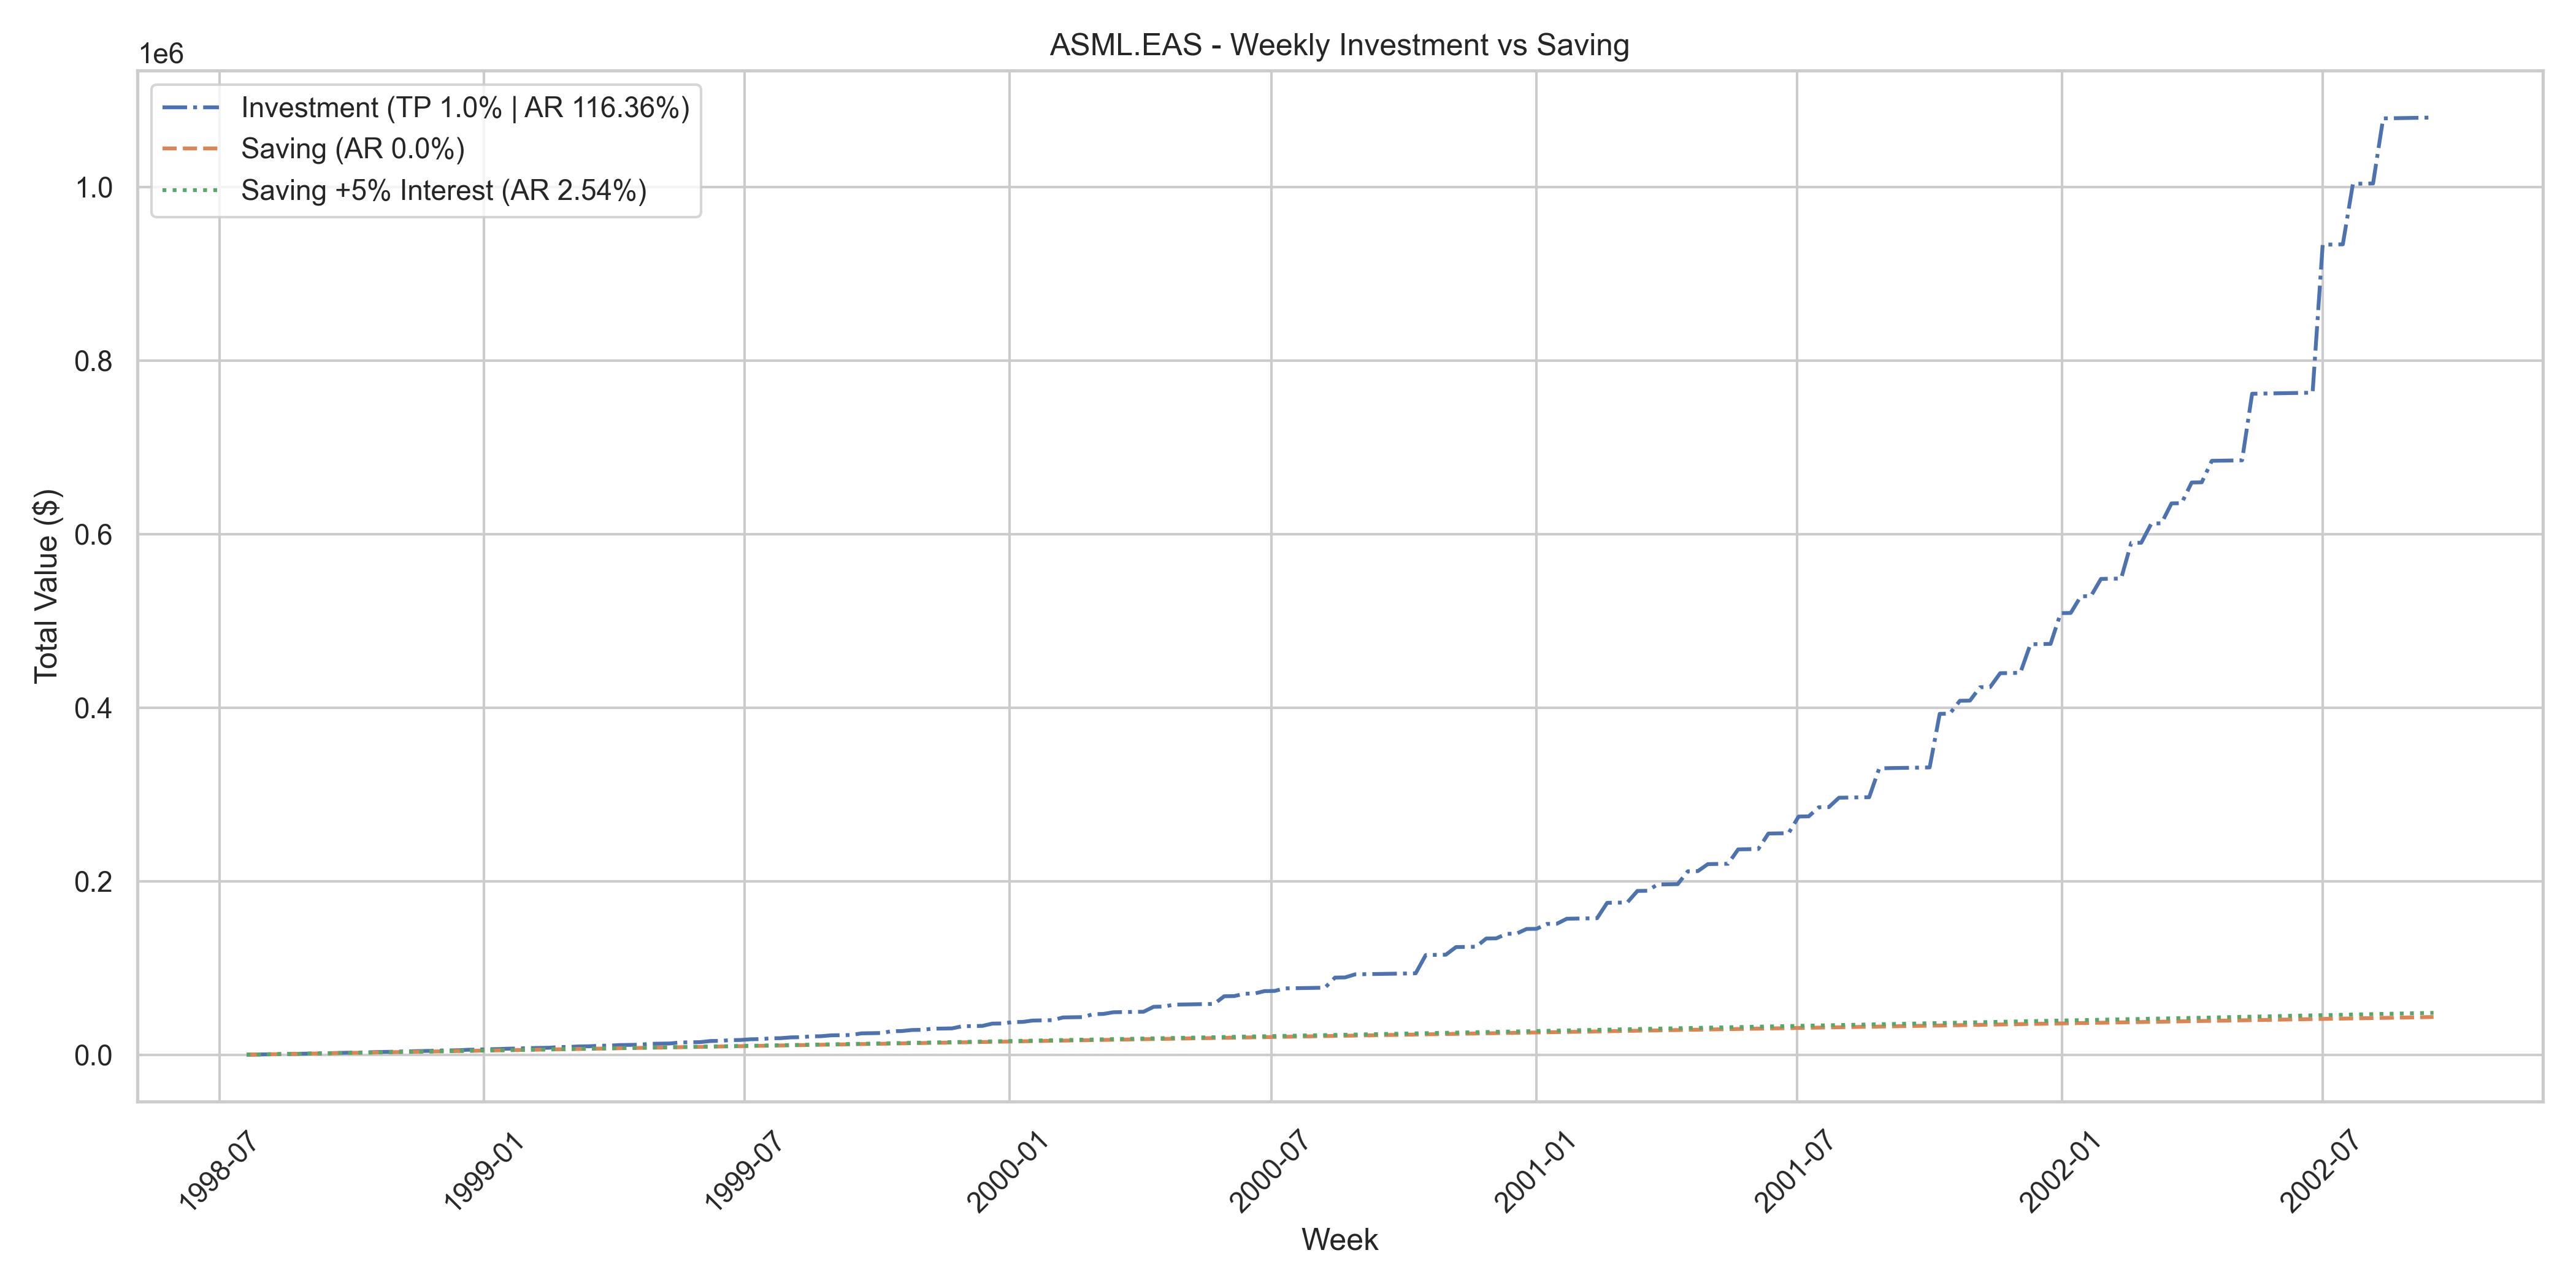 ASML.EAS - Weekly Investment vs Saving
1e6
Investment (TP 1.0% | AR 116.36%)
Saving (AR 0.0%)
Saving +5% Interest (AR 2.54%)
1.0
0.8
0.6
0.4
0.2
0.0
Total Value ($)
1998-07
1999-01
1999-07
2000-01
2000-07
2001-01
2001-07
2002-01
2002-07
Week